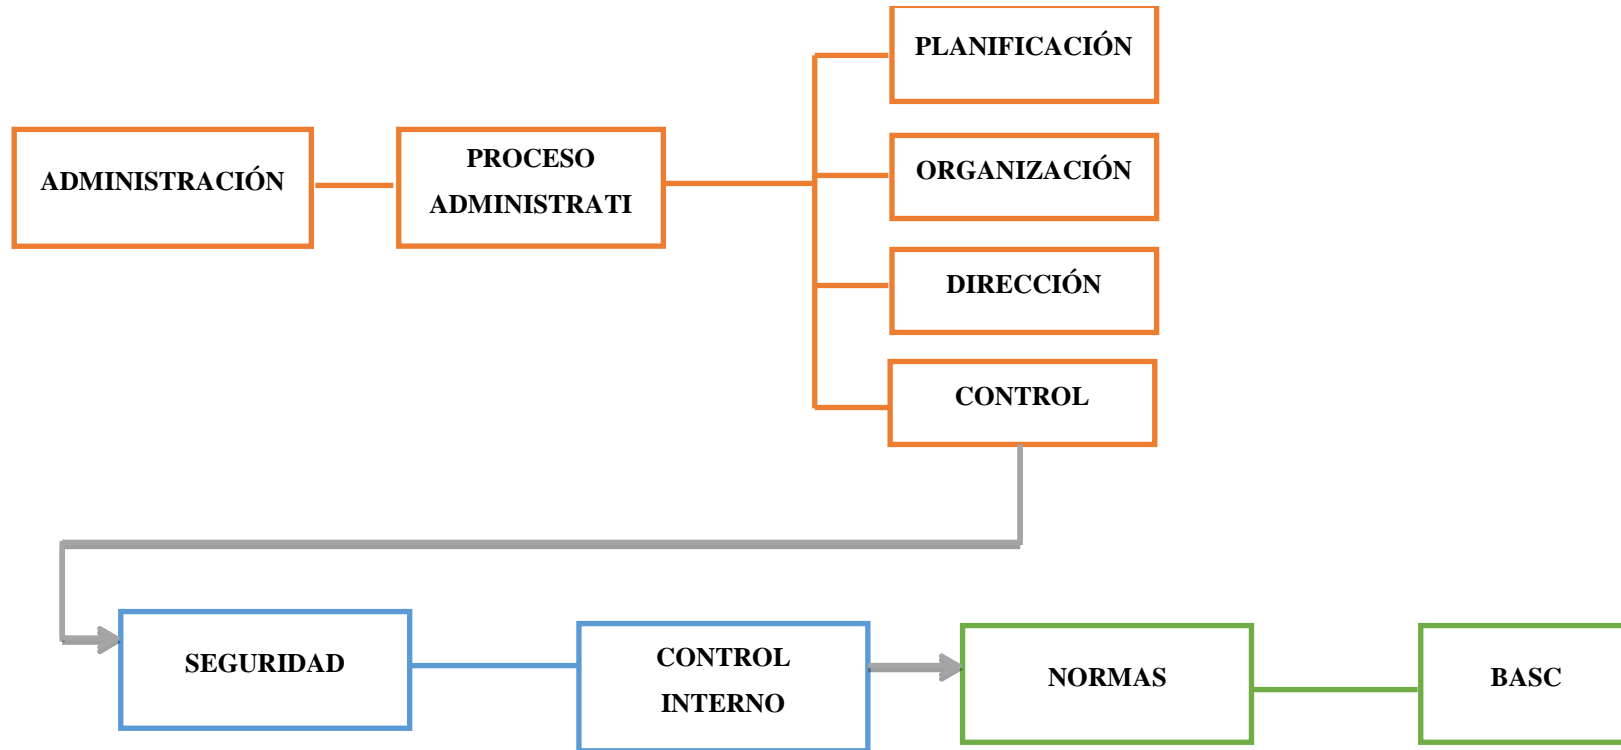 PLANIFICACIÓN
ADMINISTRACIÓN
PROCESO
ADMINISTRATI
ORGANIZACIÓN
DIRECCIÓN
CONTROL
SEGURIDAD
CONTROL
INTERNO
NORMAS
BASC